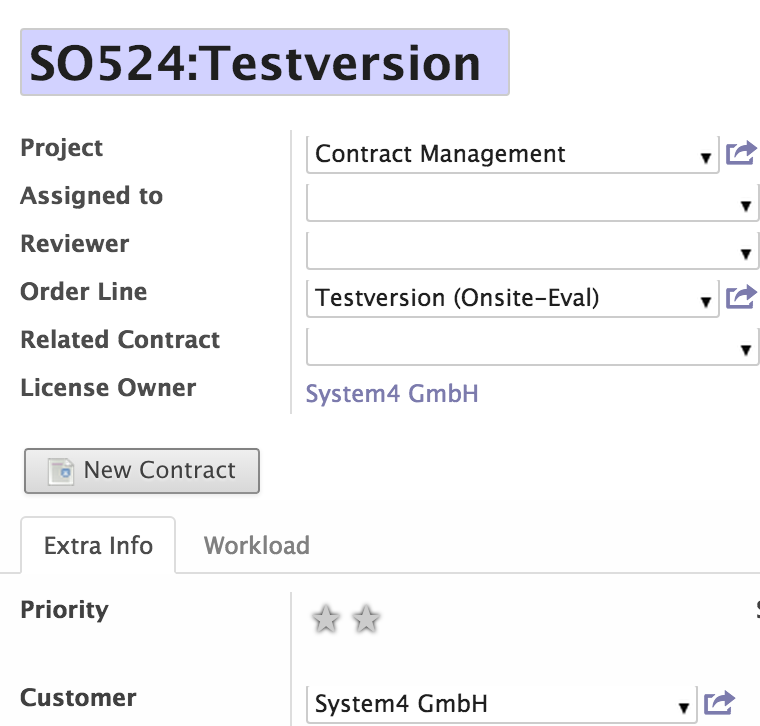 SO524:Testversion
Project Contract Management
Assigned to
Reviewer
Order Line Testversion (Onsite-Eval)
Related Contract
License Owner System4 GmbH
New Contract
Extra Info Workload
Priority
Customer System4 GmbH